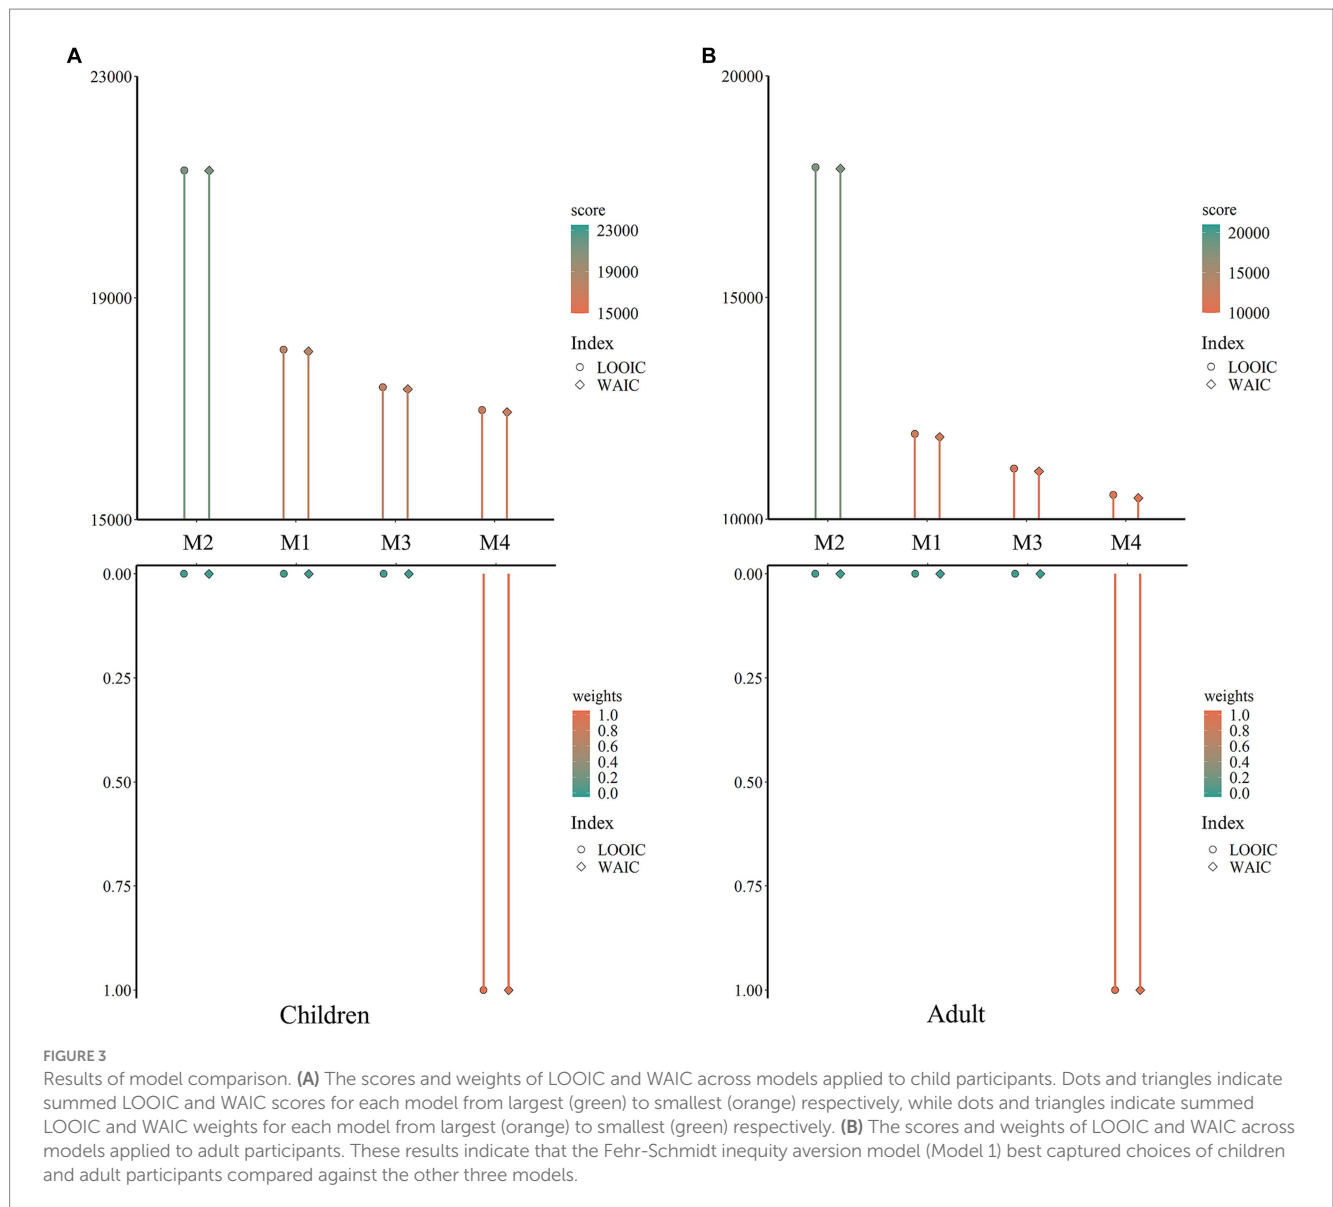 A
23000
19000
15000
M2 M1 M3 M4
score
23000
19000
15000
Index
LOOIC
WAIC
0.00
0.25
0.50
0.75
1.00
weights
1.0
0.8
0.6
0.4
0.2
0.0
Index
LOOIC
WAIC
Children
B
20000
15000
10000
M2 M1 M3 M4
score
20000
15000
10000
Index
LOOIC
WAIC
0.00
0.25
0.50
0.75
1.00
weights
1.0
0.8
0.6
0.4
0.2
0.0
Index
LOOIC
WAIC
Adult
FIGURE 3
Results of model comparison. (A) The scores and weights of LOOIC and WAIC across models applied to child participants. Dots and triangles indicate
summed LOOIC and WAIC scores for each model from largest (green) to smallest (orange) respectively, while dots and triangles indicate summed
LOOIC and WAIC weights for each model from largest (orange) to smallest (green) respectively. (B) The scores and weights of LOOIC and WAIC across
models applied to adult participants. These results indicate that the Fehr-Schmidt inequity aversion model (Model 1) best captured choices of children
and adult participants compared against the other three models.